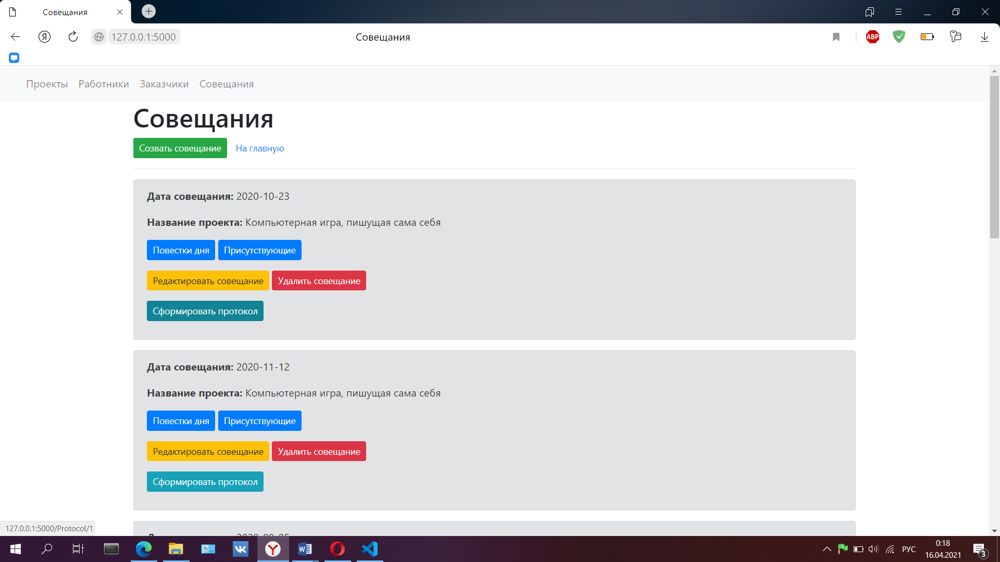 Совещания
127.0.0.1:5000
Совещания
ABP
Проекты Работники Заказчики Совещания
Совещания
Созвать совещание На главную
Дата совещания: 2020-10-23
Название проекта: Компьютерная игра, пишущая сама себя
Повестки дня Присутствующие
Редактировать совещание Удалить совещание
Сформировать протокол
Дата совещания: 2020-11-12
Название проекта: Компьютерная игра, пишущая сама себя
Повестки дня Присутствующие
Редактировать совещание Удалить совещание
Сформировать протокол
127.0.0.1:5000/Protocol/1
РУС
0:18
16.04.2021
3